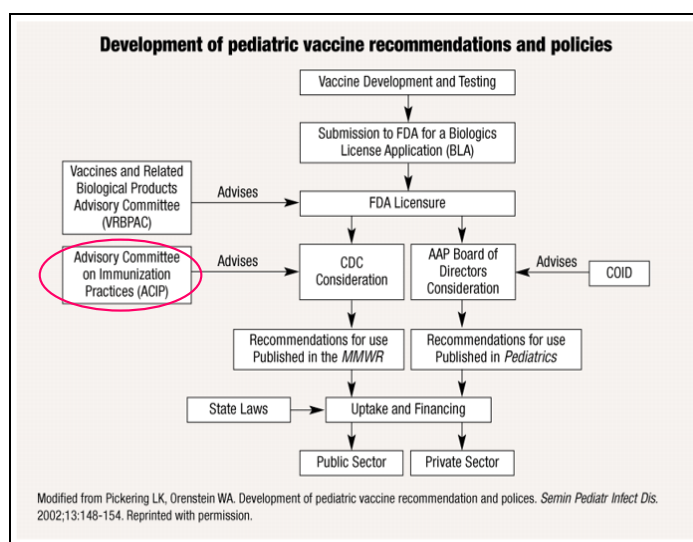 Development of pediatric vaccine recommendations and policies
Vaccine Development and Testing
Submission to FDA for a Biologics
License Application (BLA)
Vaccines and Related
Biological Products
Advisory Committee
(VRBPAC)
Advises
FDA Licensure
Advisory Committee
on Immunization
Practices (ACIP)
Advises
CDC
Consideration
AAP Board of
Directors
Consideration
Advises
COID
Recommendations for use
Published in the MMWR
Recommendations for use
Published in Pediatrics
State Laws
Uptake and Financing
Public Sector
Private Sector
Modified from Pickering LK, Orenstein WA. Development of pediatric vaccine recommendation and polices. Semin Pediatr Infect Dis.
2002;13:148-154. Reprinted with permission.